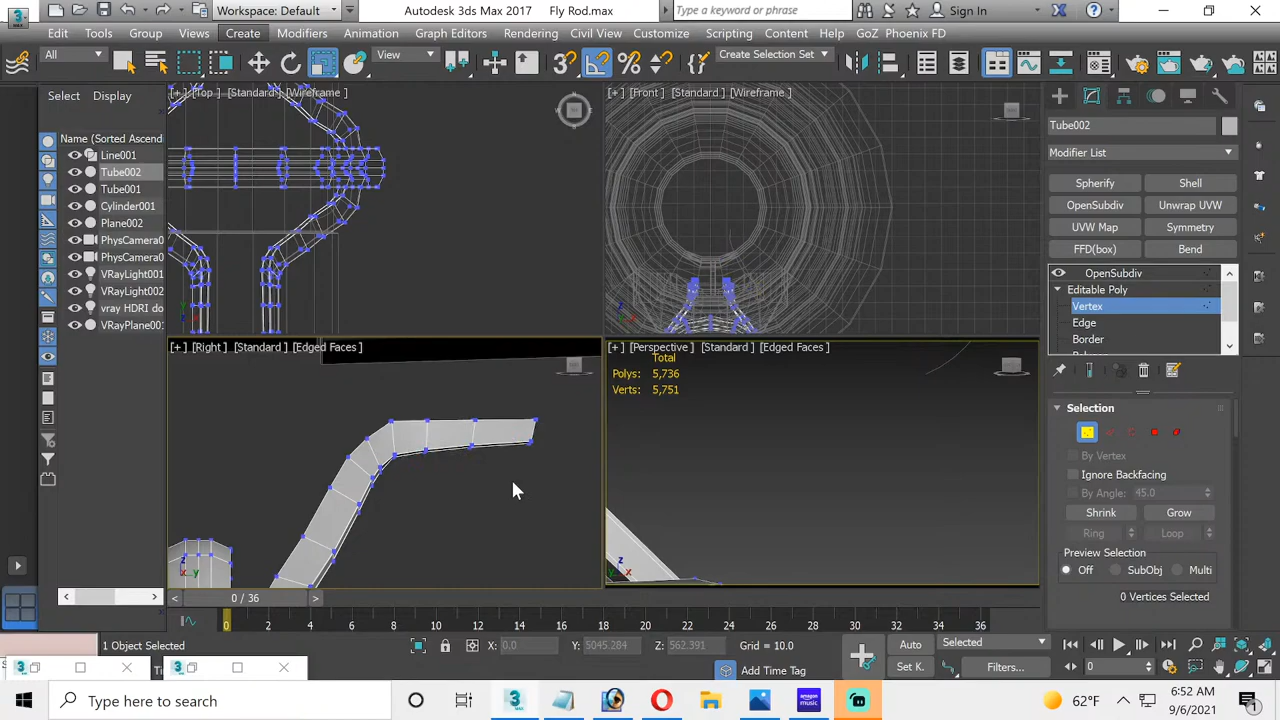 Autodesk 3ds Max 2017 Fly Rod.max
Workspace: Default
Type a keyword or phrase
Sign In
File Edit Tools Group Views Create Modifiers Animation Graph Editors Rendering Civil View Customize Scripting Content Help GoZ Phoenix FD
All
View
Create Selection Set
Select Display
[+] [Top] [Standard] [Wireframe]
[+] [Front] [Standard] [Wireframe]
Tube002
Name (Sorted Ascend
Line001
Tube002
Tube001
Cylinder001
Plane002
PhysCamera0
PhysCamera0
VRayLight001
VRayLight002
vray HDRI do
VRayPlane001
Modifier List
Spherify Shell
OpenSubdiv Unwrap UVW
UV Map Symmetry
FFD(box) Bend
OpenSubdiv
Editable Poly
Vertex
Edge
Border
[+] [Right] [Standard] [Edged Faces]
[+] [Perspective] [Standard] [Edged Faces]
Total
Polys: 5,736
Verts: 5,751
Selection
By Vertex
Ignore Backfacing
By Angle: 45.0
Shrink Grow
Ring Loop
Preview Selection
Off SubObj Multi
0 Vertices Selected
0 / 36
0 2 4 6 8 10 12 14 16 18 20 22 24 26 28 30 32 34 36
1 Object Selected
X: 0.0 Y: 5045.284 Z: 562.391 Grid = 10.0
Add Time Tag
Auto Selected
Set K. Filters...
0
Type here to search
62°F
6:52 AM
9/6/2021